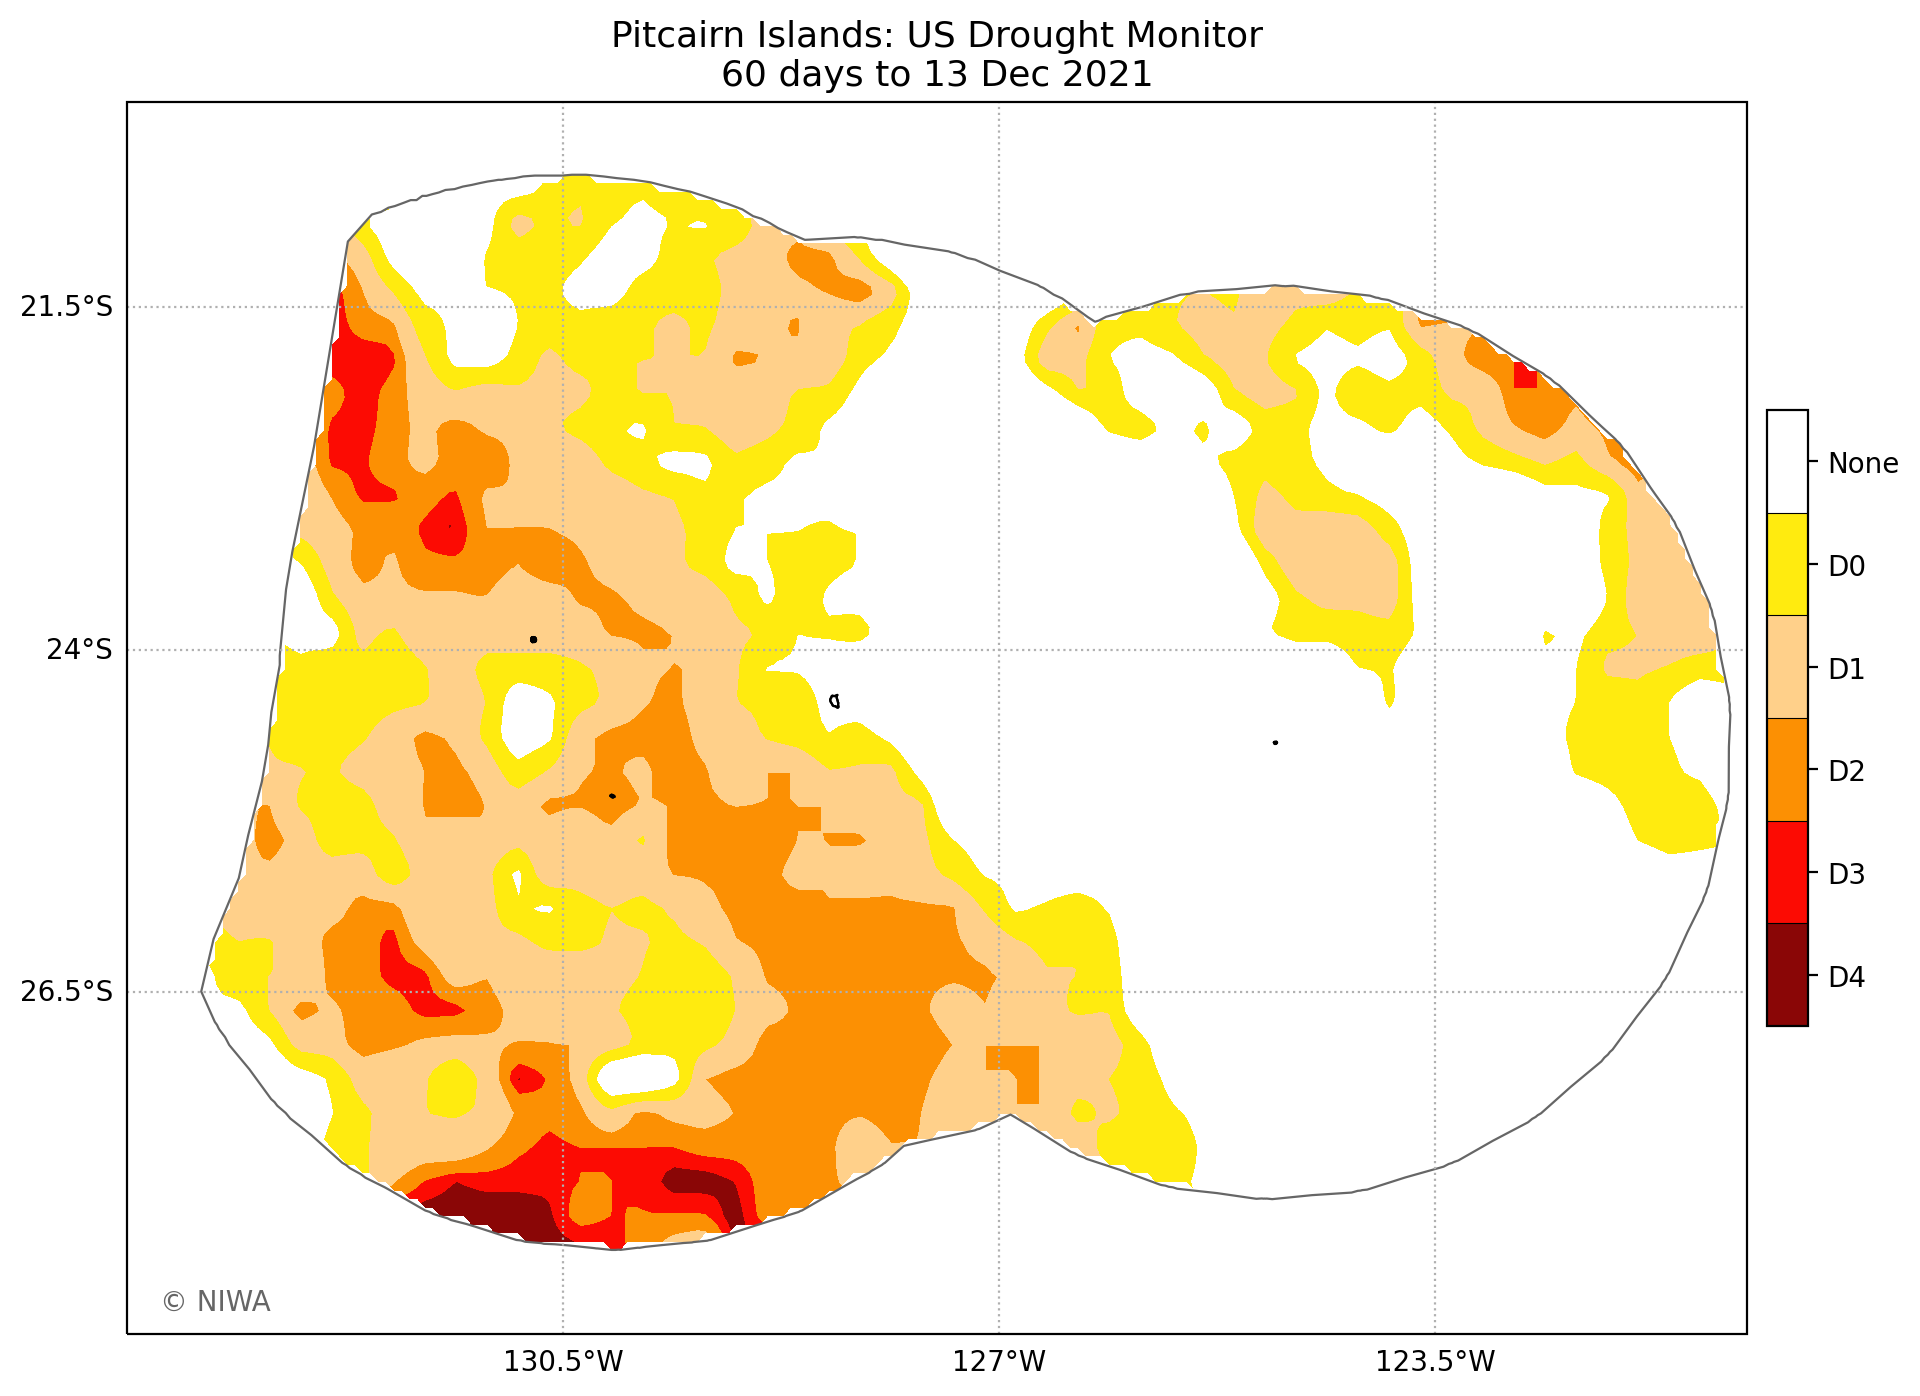 Pitcairn Islands: US Drought Monitor
60 days to 13 Dec 2021
21.5°S
24°S
26.5°S
130.5°W
127°W
123.5°W
None
D0
D1
D2
D3
D4
© NIWA